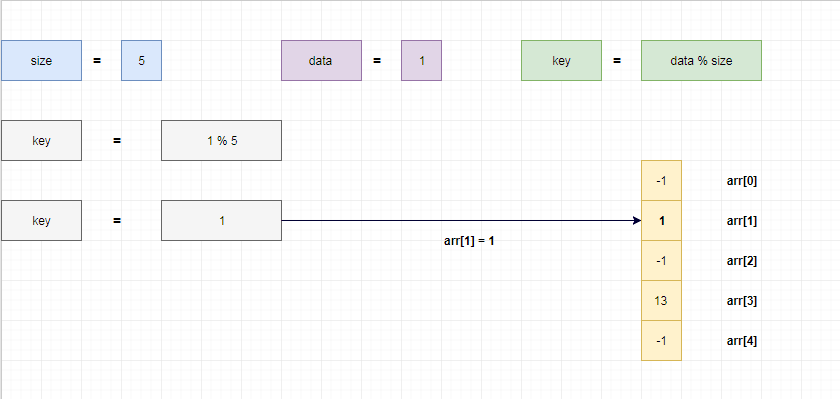 size = 5 data = 1 key = data % size
key = 1 % 5
-1 arr[0]
key = 1 1 arr[1]
arr[1] = 1
-1 arr[2]
13 arr[3]
-1 arr[4]